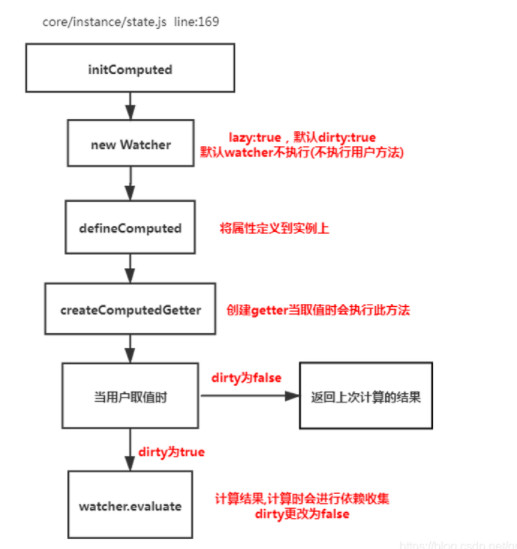 core/instance/state.js line:169
initComputed
new Watcher
lazy:true，默认dirty:true
默认watcher不执行(不执行用户方法)
defineComputed
将属性定义到实例上
createComputedGetter
创建getter当取值时会执行此方法
当用户取值时
dirty为false
返回上次计算的结果
dirty为true
watcher.evaluate
计算结果,计算时会进行依赖收集
dirty更改为false